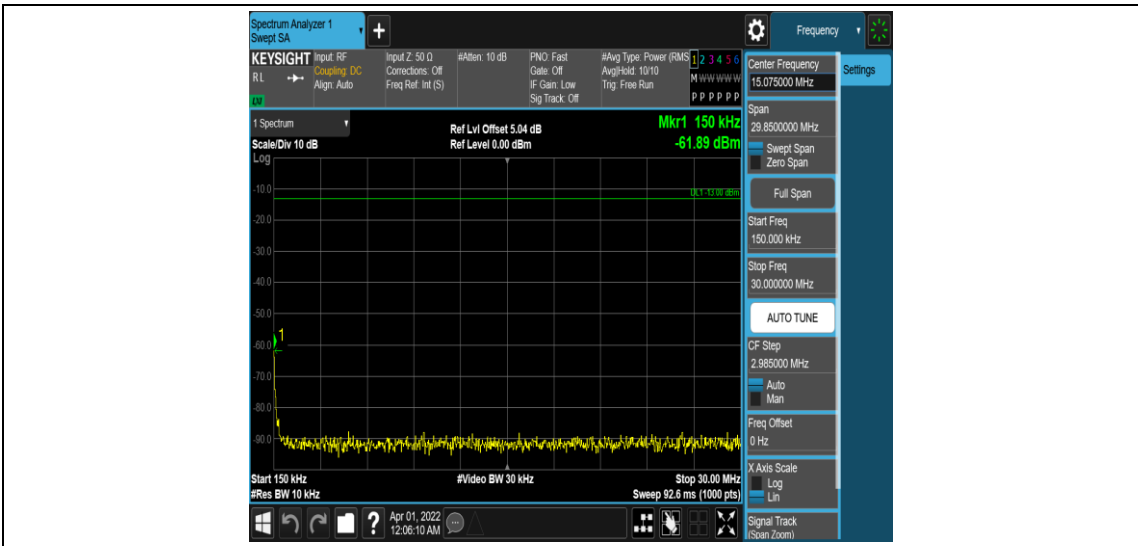 Spectrum Analyzer 1
Swept SA
Frequency
KEYSIGHT
RL
LXI
Input: RF
Coupling: DC
Align: Auto
Input Z: 50 Ω
Corrections: Off
Freq Ref: Int (S)
#Atten: 10 dB
PNO: Fast
Gate: Off
IF Gain: Low
Sig Track: Off
#Avg Type: Power (RMS
Avg|Hold: 10/10
Trig: Free Run
1 2 3 4 5 6
M W W W W W
P P P P P P
1 Spectrum
Scale/Div 10 dB
Log
Ref Lvl Offset 5.04 dB
Ref Level 0.00 dBm
Mkr1 150 kHz
-61.89 dBm
DL1 -13.00 dBm
-10.0
-20.0
-30.0
-40.0
-50.0
-60.0
-70.0
-80.0
-90.0
1
Start 150 kHz
#Res BW 10 kHz
#Video BW 30 kHz
Stop 30.00 MHz
Sweep 92.6 ms (1000 pts)
Apr 01, 2022
12:06:10 AM
Center Frequency
15.075000 MHz
Settings
Span
29.8500000 MHz
Swept Span
Zero Span
Full Span
Start Freq
150.000 kHz
Stop Freq
30.000000 MHz
AUTO TUNE
CF Step
2.985000 MHz
Auto
Man
Freq Offset
0 Hz
X Axis Scale
Log
Lin
Signal Track
(Span Zoom)